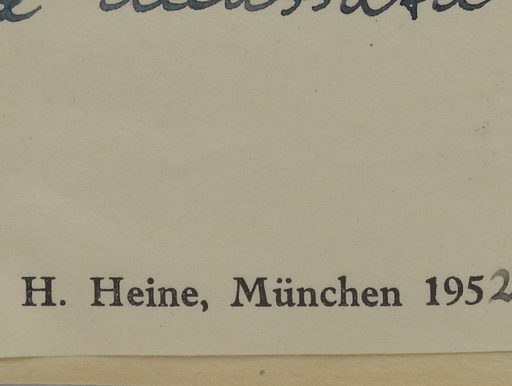 H. Heine, München 1952